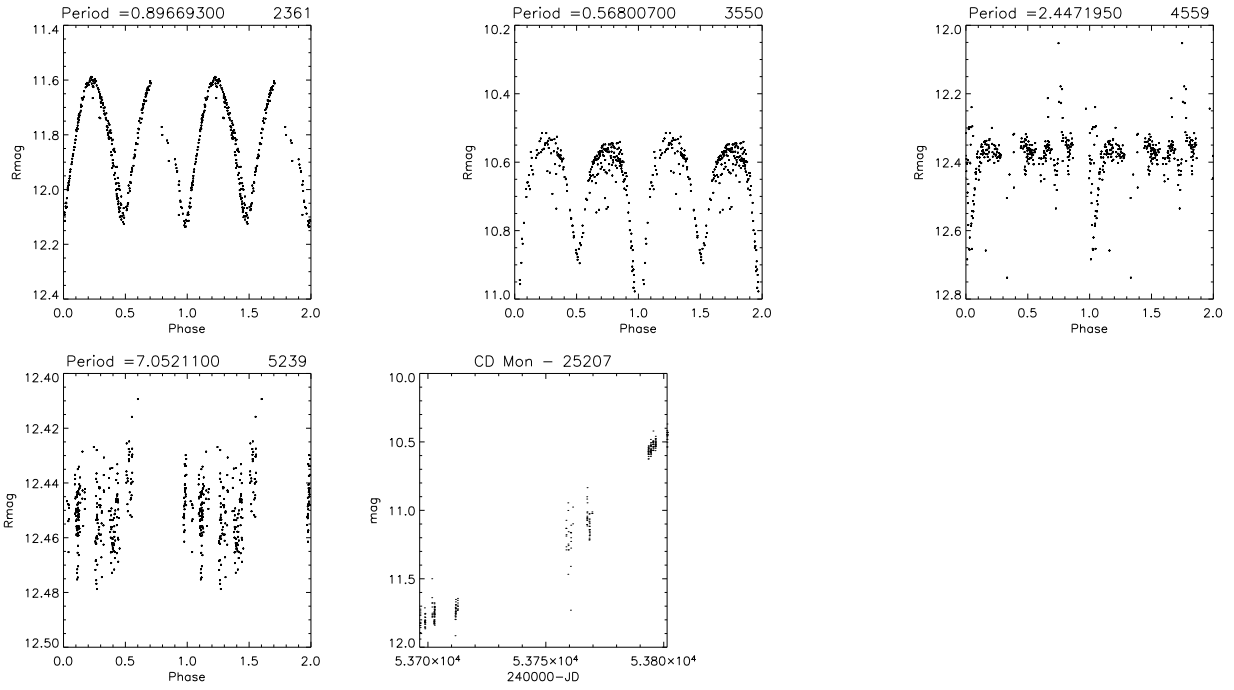 Period =0.89669300 2361
11.4
11.6
11.8
12.0
12.2
12.4
Rmag
0.0 0.5 1.0 1.5 2.0
Phase
Period =0.56800700 3550
10.2
10.4
10.6
10.8
11.0
Rmag
0.0 0.5 1.0 1.5 2.0
Phase
Period =2.4471950 4559
12.0
12.2
12.4
12.6
12.8
Rmag
0.0 0.5 1.0 1.5 2.0
Phase
Period =7.0521100 5239
12.40
12.42
12.44
12.46
12.48
12.50
Rmag
0.0 0.5 1.0 1.5 2.0
Phase
CD Mon - 25207
10.0
10.5
11.0
11.5
12.0
mag
5.370×10⁴ 5.375×10⁴ 5.380×10⁴
240000-JD